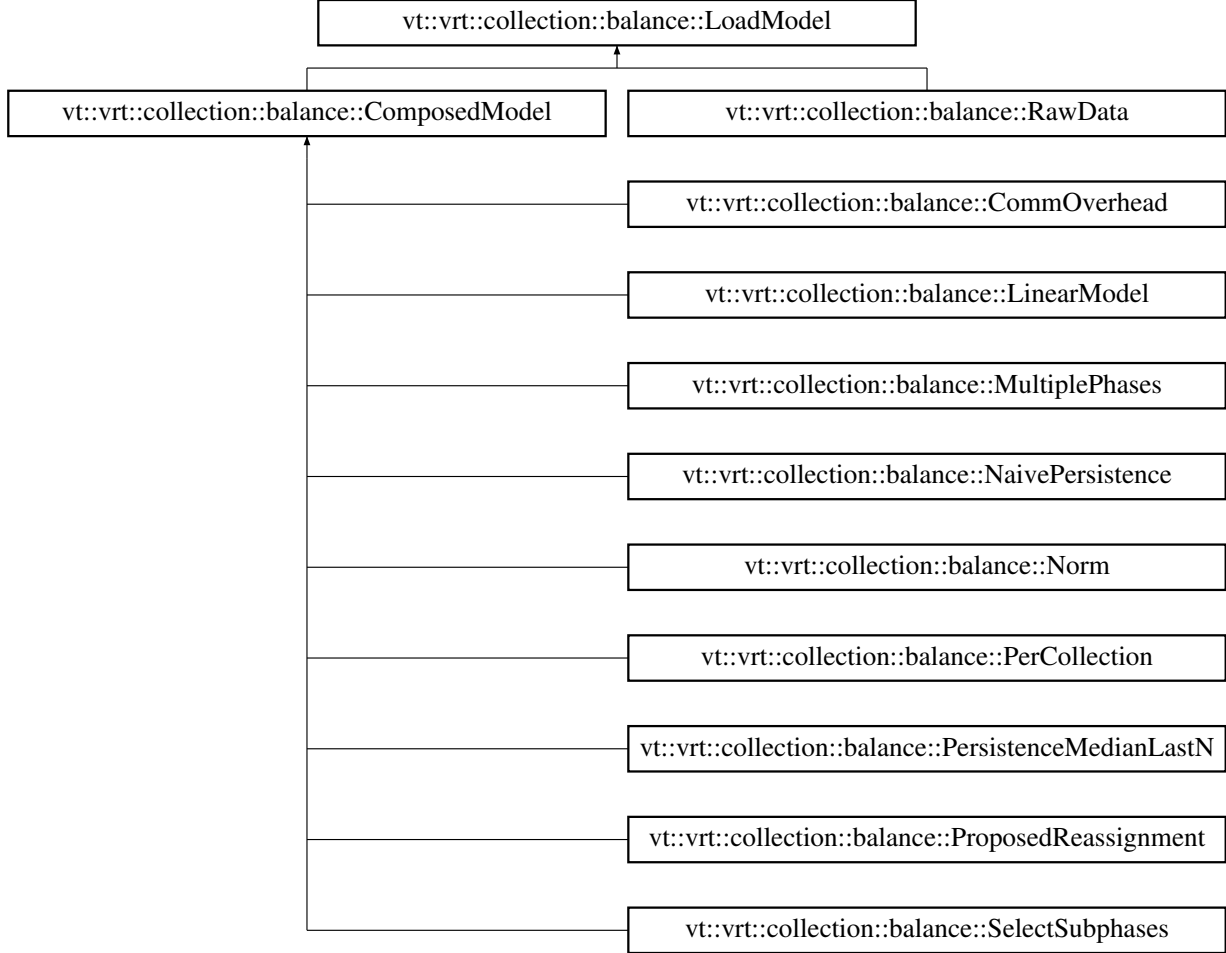 vt::vrt::collection::balance::LoadModel
vt::vrt::collection::balance::ComposedModel
vt::vrt::collection::balance::RawData
vt::vrt::collection::balance::CommOverhead
vt::vrt::collection::balance::LinearModel
vt::vrt::collection::balance::MultiplePhases
vt::vrt::collection::balance::NaivePersistence
vt::vrt::collection::balance::Norm
vt::vrt::collection::balance::PerCollection
vt::vrt::collection::balance::PersistenceMedianLastN
vt::vrt::collection::balance::ProposedReassignment
vt::vrt::collection::balance::SelectSubphases